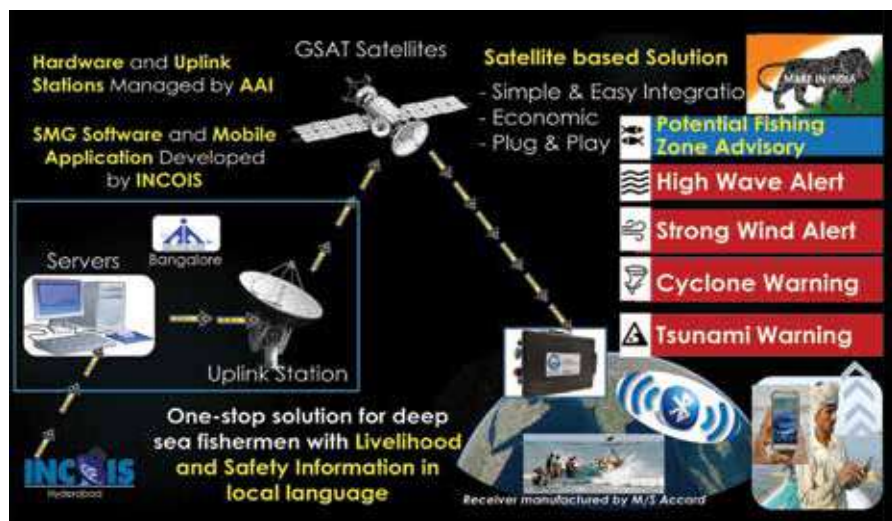 Hardware and Uplink
Stations Managed by AAI
SMG Software and Mobile
Application Developed
by INCOIS
GSAT Satellites
Satellite based Solution
- Simple & Easy Integratio
- Economic
- Plug & Play
MAKE IN INDIA
Potential Fishing
Zone Advisory
High Wave Alert
Strong Wind Alert
Cyclone Warning
Tsunami Warning
Servers
Bangalore
Uplink Station
One-stop solution for deep
sea fishermen with Livelihood
and Safety Information in
local language
INCOIS
Hyderabad
Receiver manufactured by M/S Accord